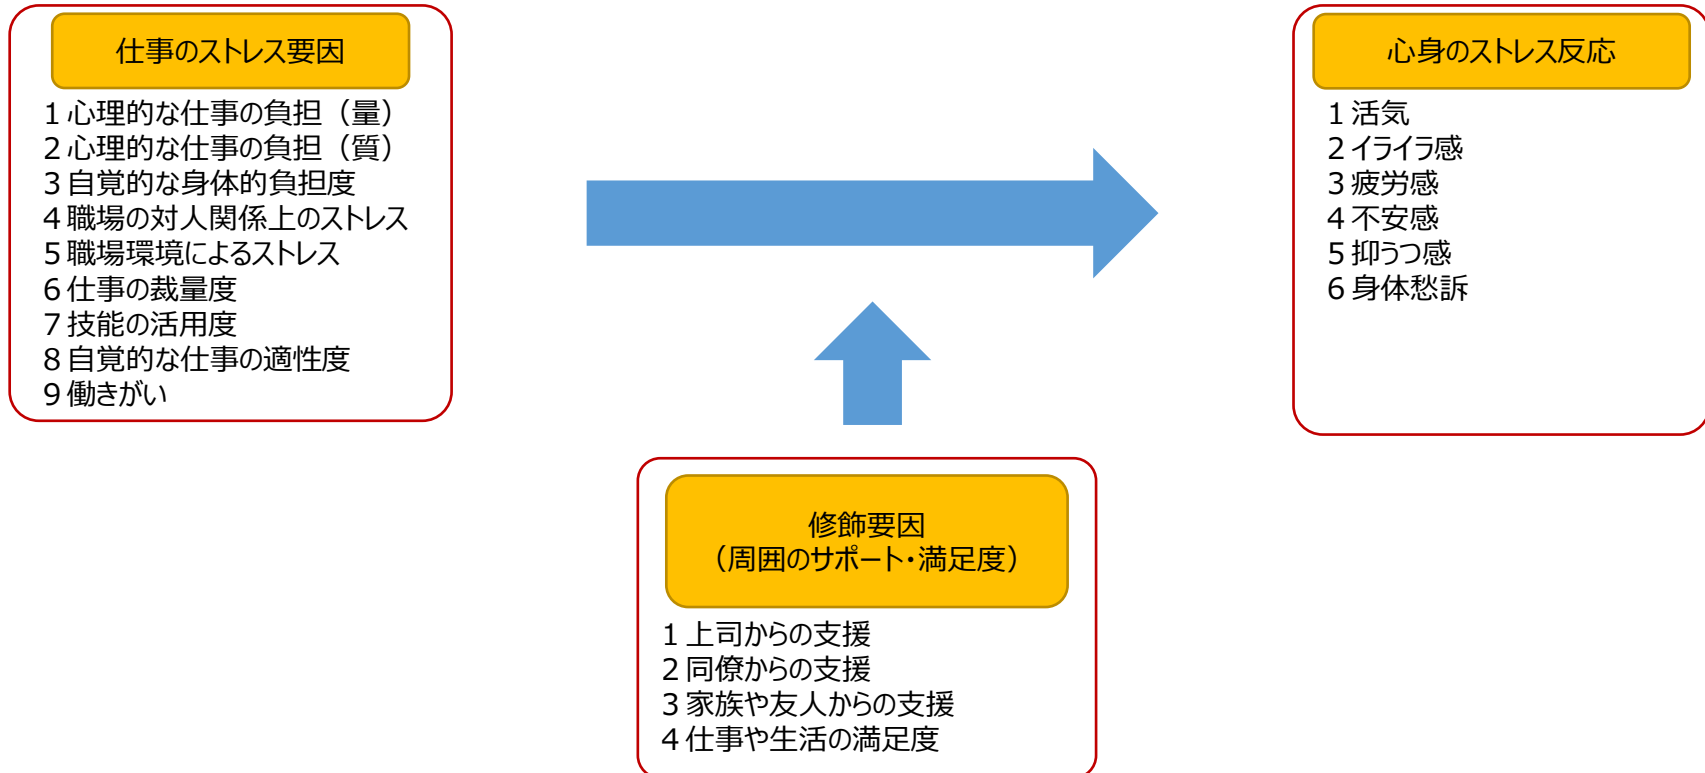 仕事のストレス要因
1 心理的な仕事の負担（量）
2 心理的な仕事の負担（質）
3 自覚的な身体的負担度
4 職場の対人関係上のストレス
5 職場環境によるストレス
6 仕事の裁量度
7 技能の活用度
8 自覚的な仕事の適性度
9 働きがい
心身のストレス反応
1 活気
2 イライラ感
3 疲労感
4 不安感
5 抑うつ感
6 身体愁訴
修飾要因
（周囲のサポート・満足度）
1 上司からの支援
2 同僚からの支援
3 家族や友人からの支援
4 仕事や生活の満足度